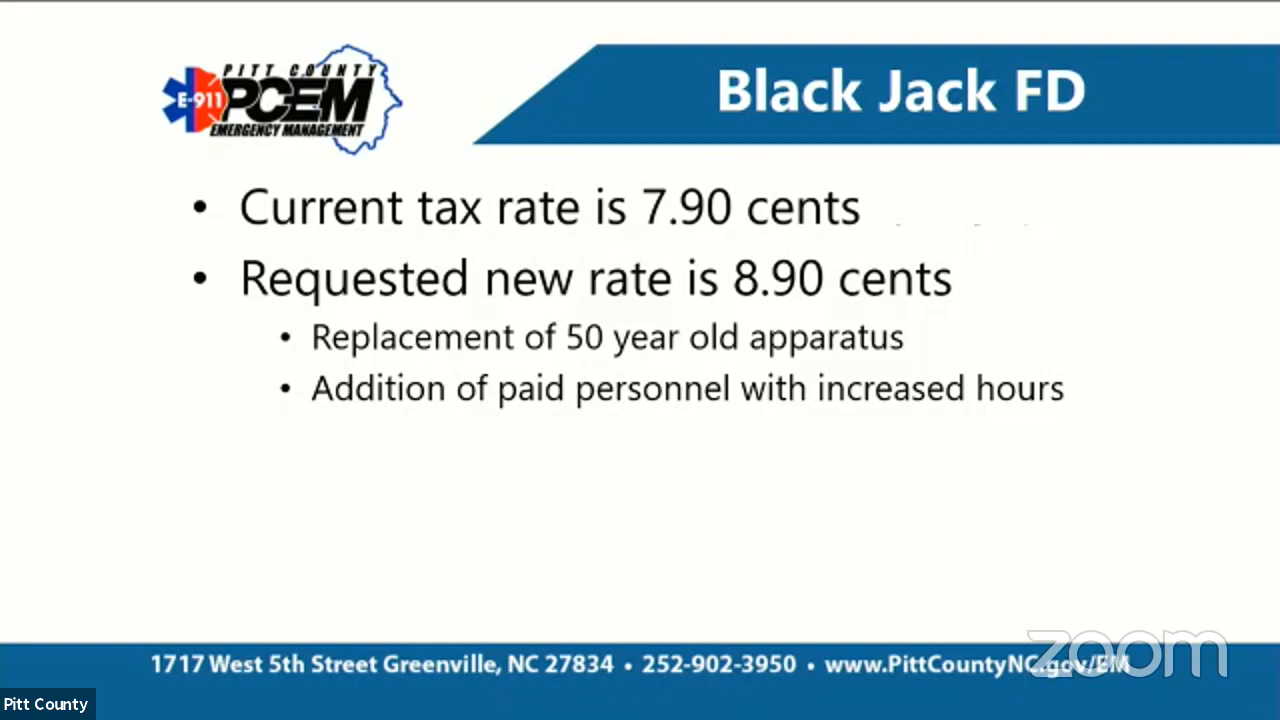 PITT COUNTY
E-911
PCEM
EMERGENCY MANAGEMENT
Black Jack FD
• Current tax rate is 7.90 cents
• Requested new rate is 8.90 cents
• Replacement of 50 year old apparatus
• Addition of paid personnel with increased hours
zoom
1717 West 5th Street Greenville, NC 27834 • 252-902-3950 • www.PittCountyNC.gov/EM
Pitt County